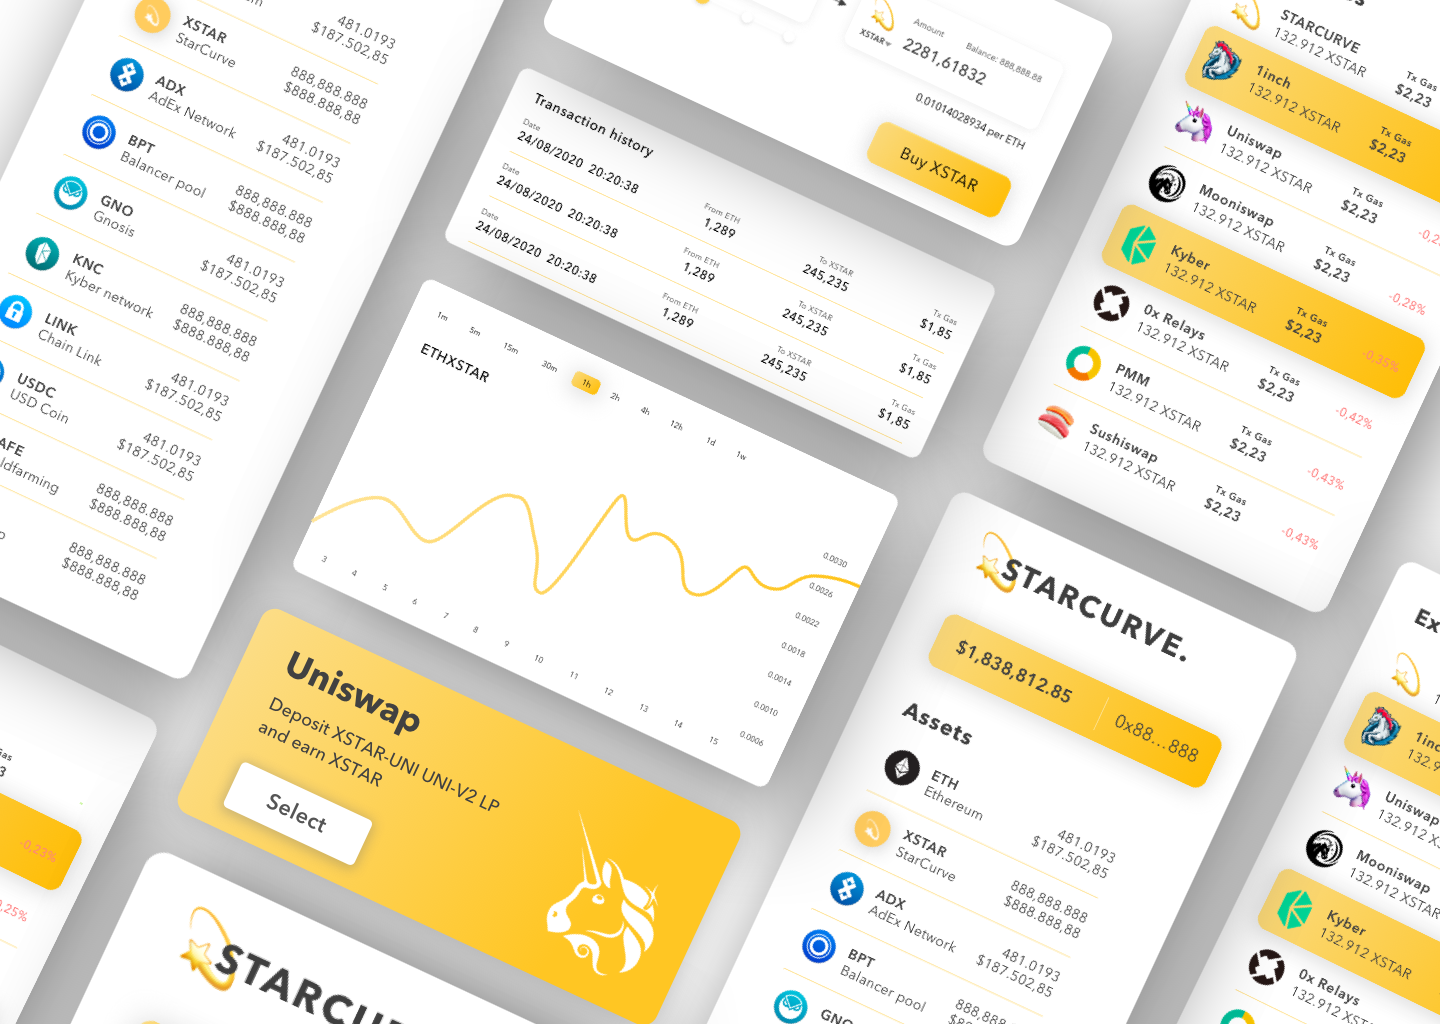 481.0193
$187.502,85
XSTAR
StarCurve
888,888.888
$888.888,88
ADX
AdEx Network
481.0193
$187.502,85
BPT
Balancer pool
888,888.888
$888.888,88
GNO
Gnosis
481.0193
$187.502,85
KNC
Kyber network
888,888.888
$888.888,88
LINK
Chain Link
481.0193
$187.502,85
USDC
USD Coin
481.0193
$187.502,85
AFE
ldfarming
888,888.888
$888.888,88
888,888.888
$888.888,88
XSTAR
Amount
Balance: 888,888.88
2281,61832
0.01014028934 per ETH
Buy XSTAR
Transaction history
Date
24/08/2020 20:20:38
From ETH
1,289
To XSTAR
245,235
Tx Gas
$1,85
Date
24/08/2020 20:20:38
From ETH
1,289
To XSTAR
245,235
Tx Gas
$1,85
Date
24/08/2020 20:20:38
From ETH
1,289
To XSTAR
245,235
Tx Gas
$1,85
1m 5m 15m 30m 1h 2h 4h 12h 1d 1w
ETHXSTAR
0.0030
0.0026
0.0022
0.0018
0.0014
0.0010
0.0006
3 4 5 6 7 8 9 10 11 12 13 14 15
Uniswap
Deposit XSTAR-UNI UNI-V2 LP
and earn XSTAR
Select
STARCURVE
132.912 XSTAR
Tx Gas
$2,23
1inch
132.912 XSTAR
Tx Gas
$2,23
Uniswap
132.912 XSTAR
Tx Gas
$2,23
Mooniswap
132.912 XSTAR
Tx Gas
$2,23
-0,28%
Kyber
132.912 XSTAR
Tx Gas
$2,23
-0,35%
0x Relays
132.912 XSTAR
Tx Gas
$2,23
-0,42%
PMM
132.912 XSTAR
Tx Gas
$2,23
-0,43%
Sushiswap
132.912 XSTAR
Tx Gas
$2,23
-0,43%
STARCURVE.
$1,838,812.85
0x88...888
Assets
ETH
Ethereum
481.0193
$187.502,85
XSTAR
StarCurve
888,888.888
$888.888,88
ADX
AdEx Network
481.0193
$187.502,85
BPT
Balancer pool
888,888.888
$888.888,88
GNO
-0,23%
0,25%
STARCURV
Ex
1inc
132.9
Uniswap
132.912 XSTAR
Mooniswap
132.912 XSTAR
Kyber
132.912 XSTAR
0x Relays
132.912 XSTAR